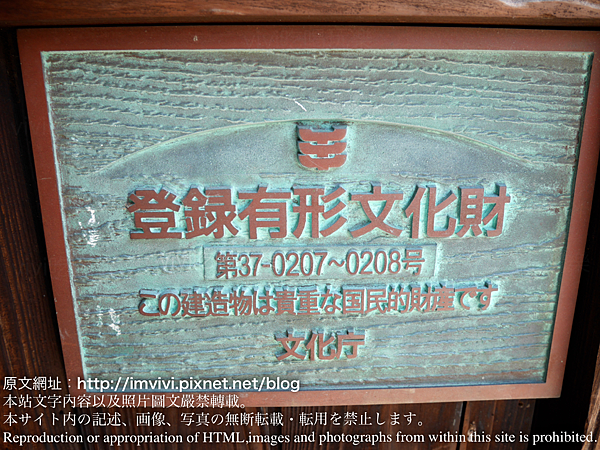 登録有形文化財
第37-0207~0208号
この建造物は貴重な国民的財産です
文化庁
原文網址：http://imvivi.pixnet.net/blog
本站文字內容以及照片圖文嚴禁轉載。
本サイト内の記述、画像、写真の無断転載・転用を禁止します。
Reproduction or appropriation of HTML,images and photographs from within this site is prohibited.